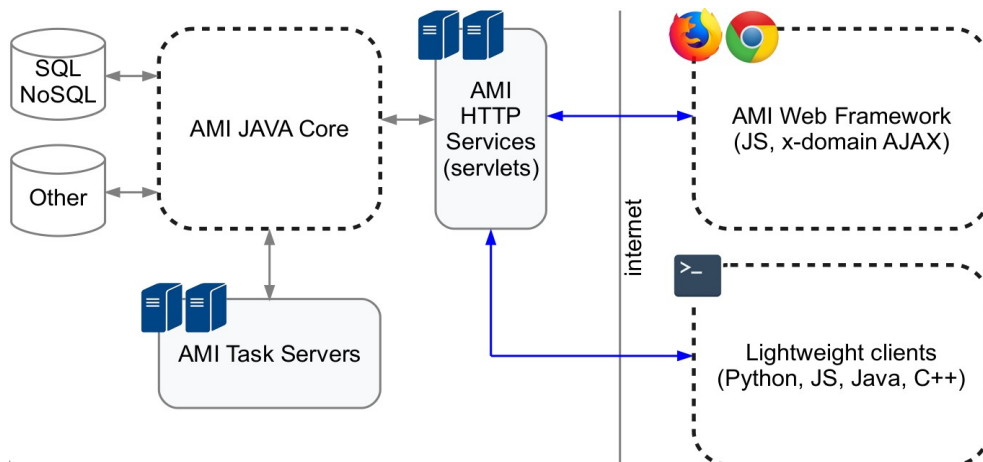 SQL
NoSQL
Other
AMI JAVA Core
AMI Task Servers
AMI
HTTP
Services
(servlets)
internet
AMI Web Framework
(JS, x-domain AJAX)
>_
Lightweight clients
(Python, JS, Java, C++)